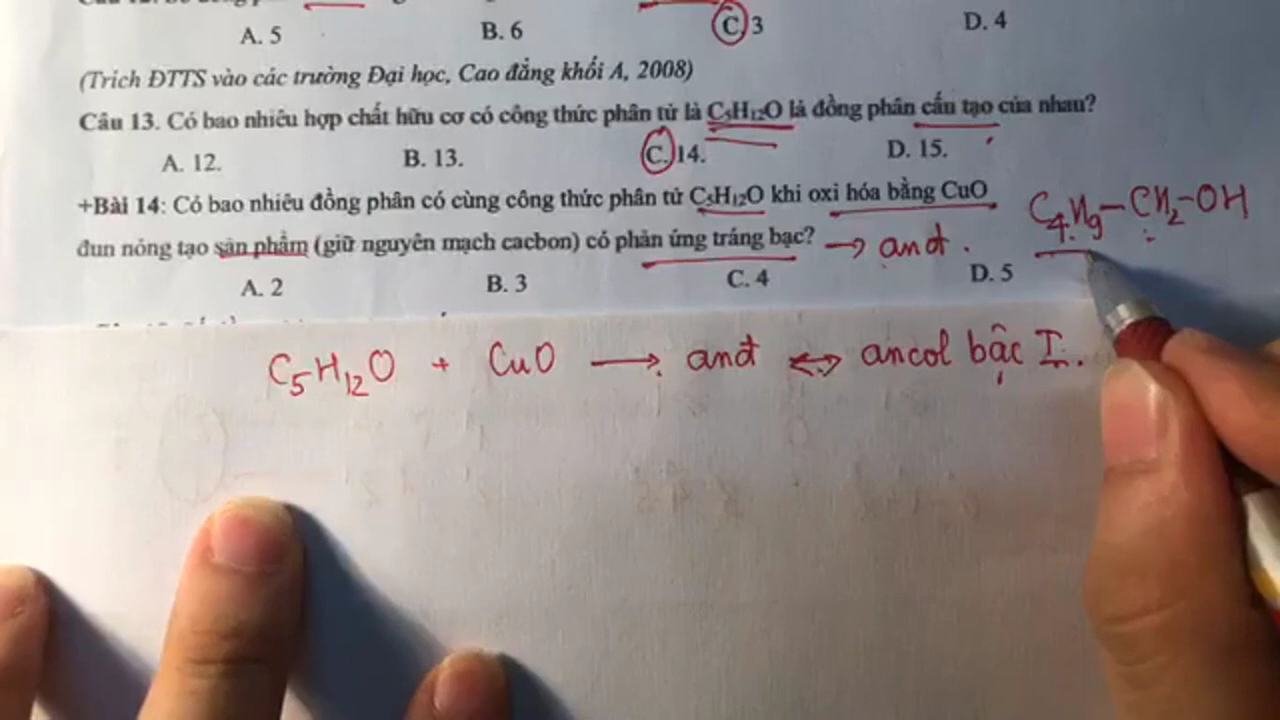 A. 5 B. 6 C. 3 D. 4
(Trích ĐTTS vào các trường Đại học, Cao đẳng khối A, 2008)
Câu 13. Có bao nhiêu hợp chất hữu cơ có công thức phân tử là C₅H₁₂O là đồng phân cấu tạo của nhau?
A. 12. B. 13. C. 14. D. 15.
+Bài 14: Có bao nhiêu đồng phân có cùng công thức phân tử C₅H₁₂O khi oxi hóa bằng CuO C₄H₉-CH₂-OH
đun nóng tạo sản phẩm (giữ nguyên mạch cacbon) có phản ứng tráng bạc? → anđ.
A. 2 B. 3 C. 4 D. 5
C₅H₁₂O + CuO → anđ ⇔ ancol bậc I.